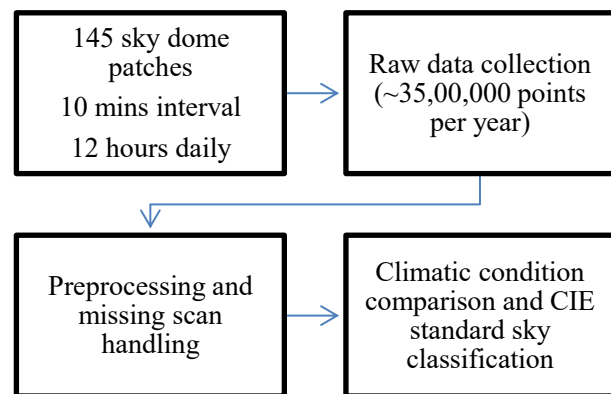 145 sky dome
patches
10 mins interval
12 hours daily
Raw data collection
(~35,00,000 points
per year)
Preprocessing and
missing scan
handling
Climatic condition
comparison and CIE
standard sky
classification